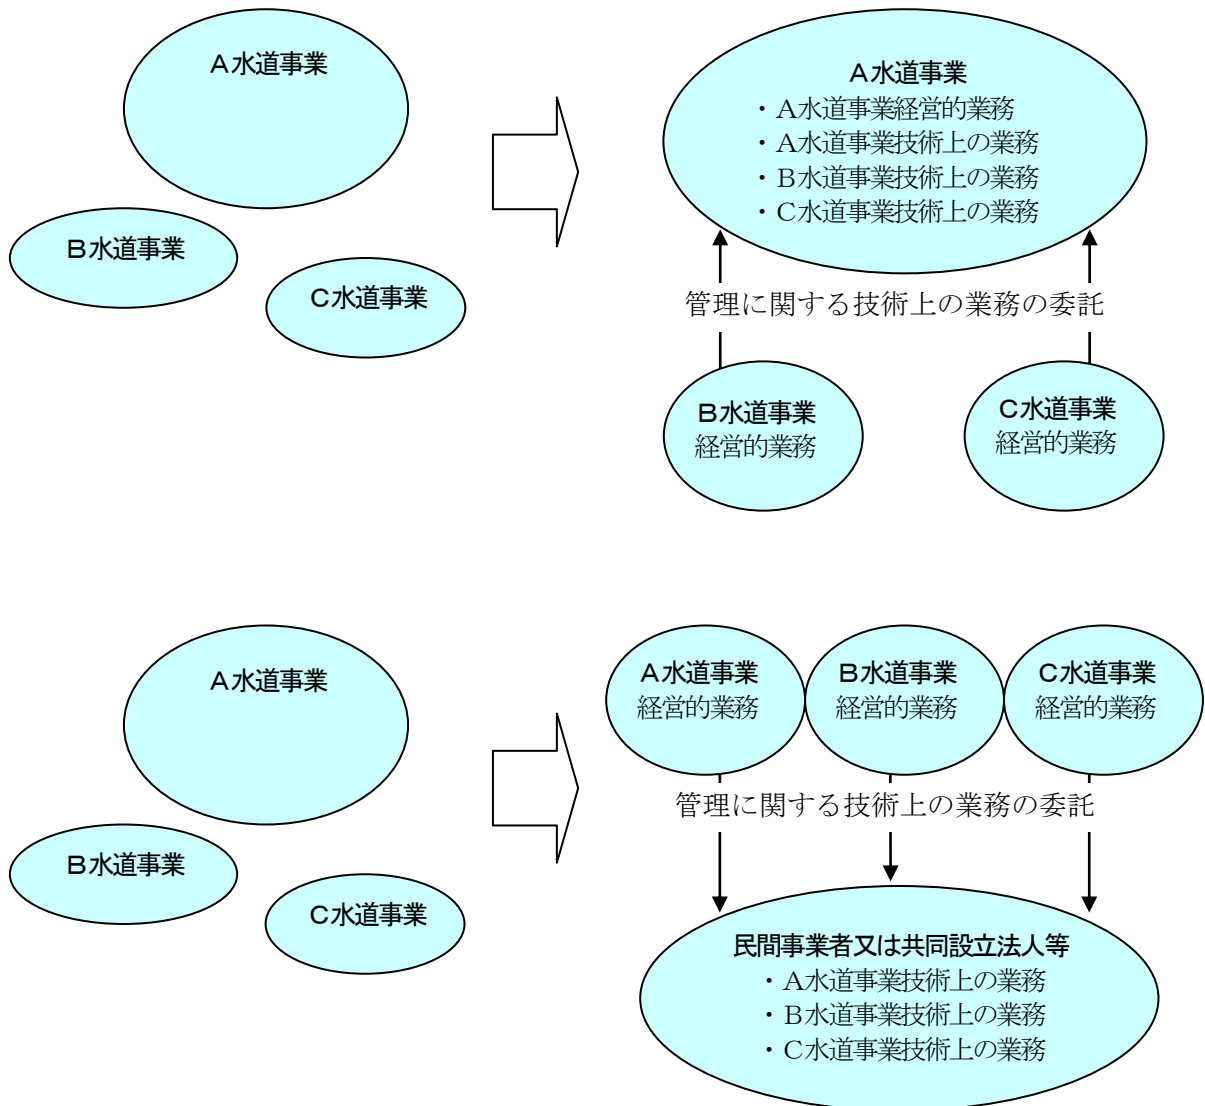 A水道事業
B水道事業
C水道事業
A水道事業
・A水道事業経営的業務
・A水道事業技術上の業務
・B水道事業技術上の業務
・C水道事業技術上の業務
管理に関する技術上の業務の委託
B水道事業
経営的業務
C水道事業
経営的業務
A水道事業
B水道事業
C水道事業
A水道事業
経営的業務
B水道事業
経営的業務
C水道事業
経営的業務
管理に関する技術上の業務の委託
民間事業者又は共同設立法人等
・A水道事業技術上の業務
・B水道事業技術上の業務
・C水道事業技術上の業務